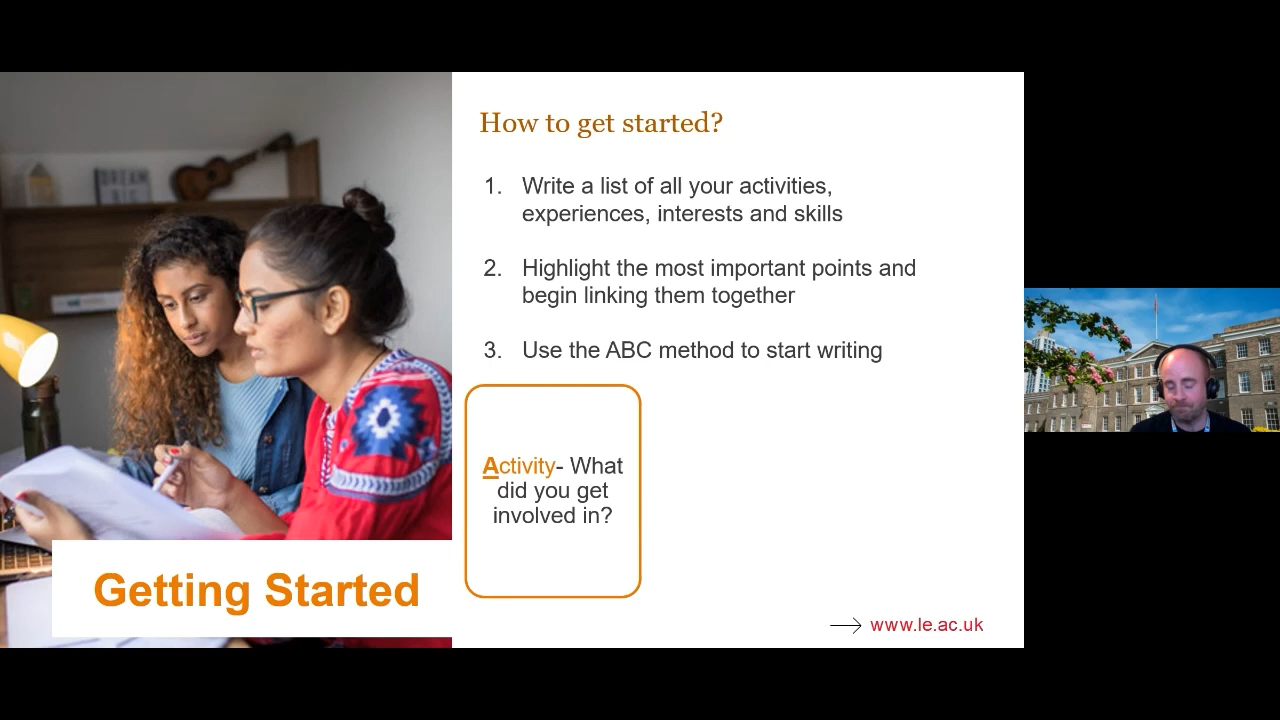 How to get started?
1. Write a list of all your activities,
experiences, interests and skills
2. Highlight the most important points and
begin linking them together
3. Use the ABC method to start writing
Activity- What
did you get
involved in?
Getting Started
www.le.ac.uk
DREAM
BIG